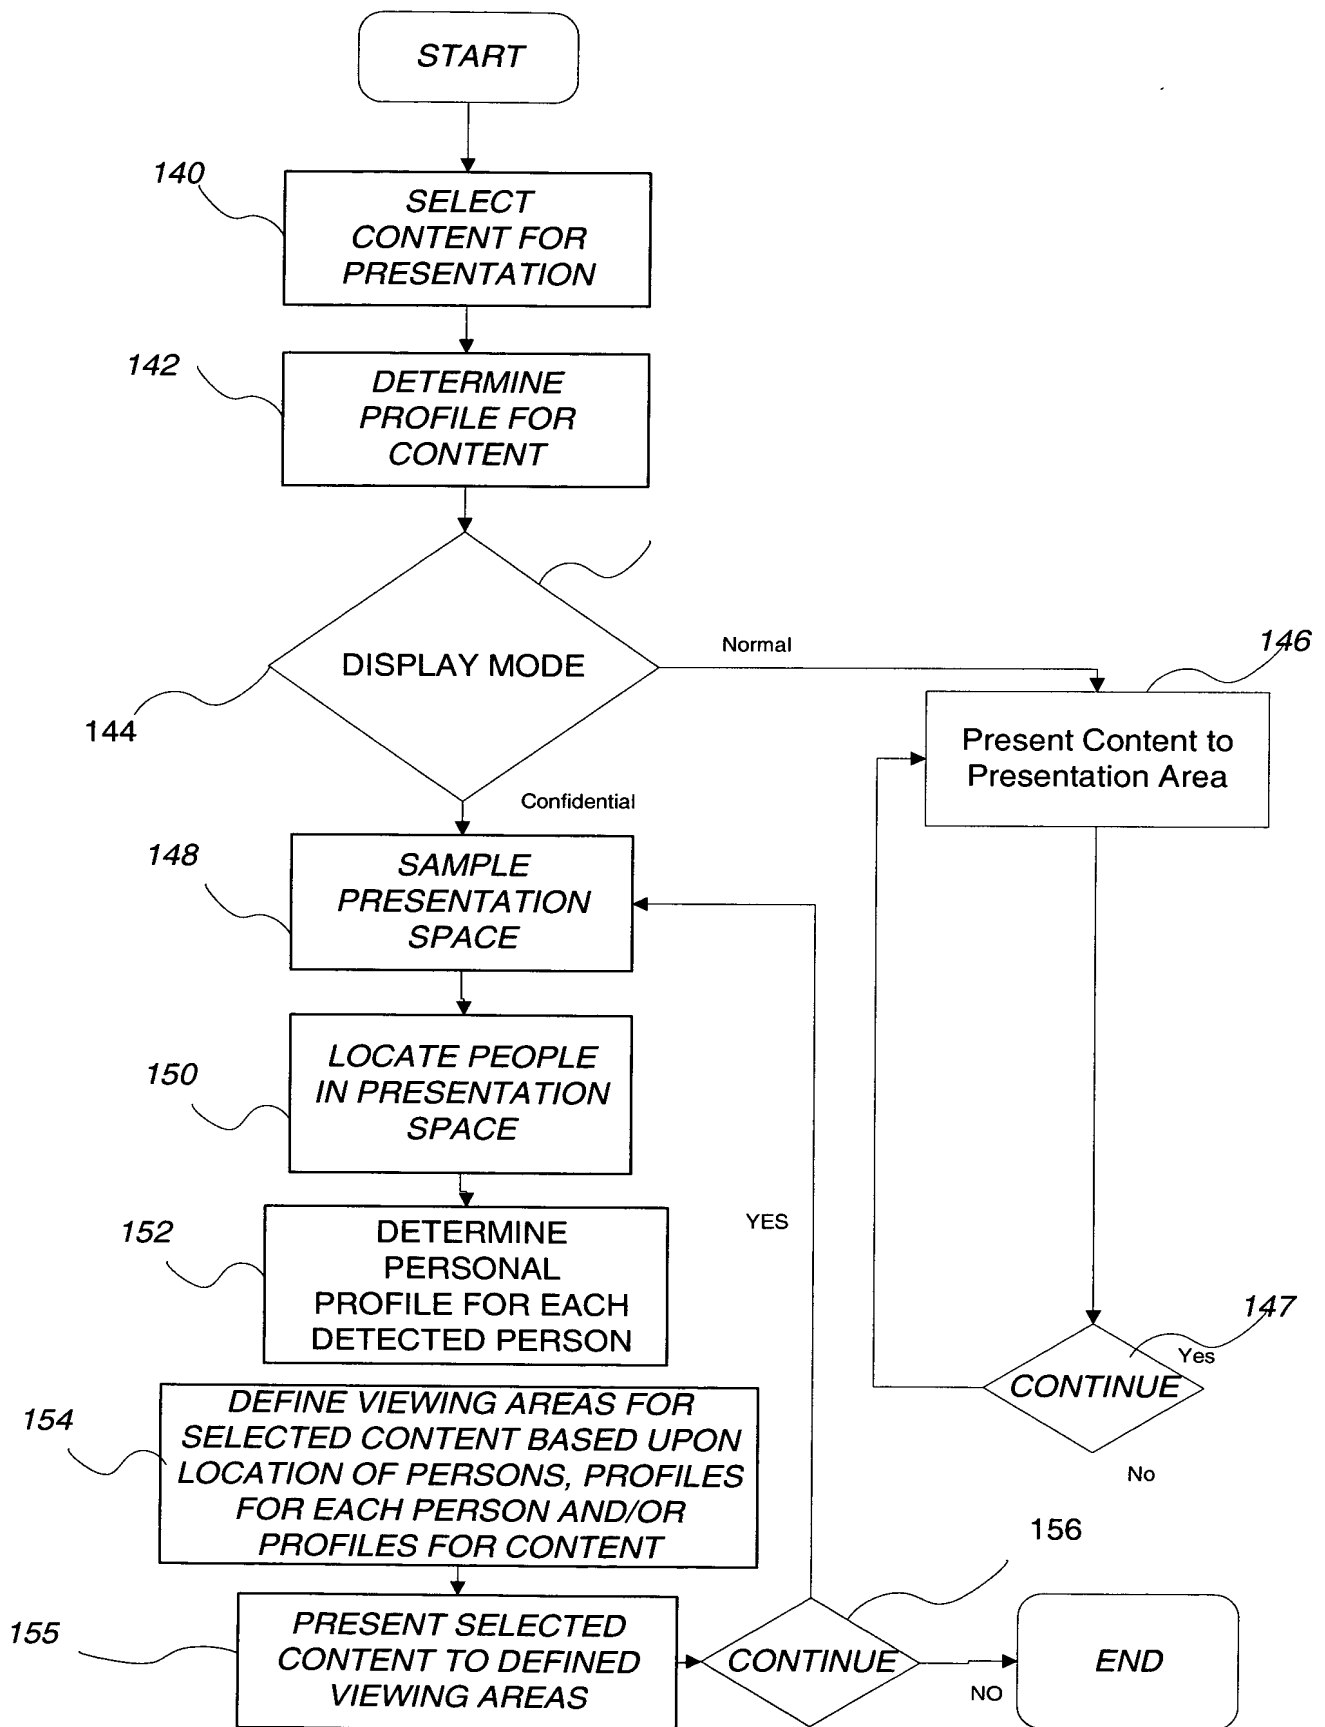 START
140
SELECT
CONTENT FOR
PRESENTATION
142
DETERMINE
PROFILE FOR
CONTENT
DISPLAY MODE
Normal
144
146
Present Content to
Presentation Area
Confidential
148
SAMPLE
PRESENTATION
SPACE
150
LOCATE PEOPLE
IN PRESENTATION
SPACE
152
DETERMINE
PERSONAL
PROFILE FOR EACH
DETECTED PERSON
YES
147
Yes
CONTINUE
No
154
DEFINE VIEWING AREAS FOR
SELECTED CONTENT BASED UPON
LOCATION OF PERSONS, PROFILES
FOR EACH PERSON AND/OR
PROFILES FOR CONTENT
156
155
PRESENT SELECTED
CONTENT TO DEFINED
VIEWING AREAS
CONTINUE
NO
END